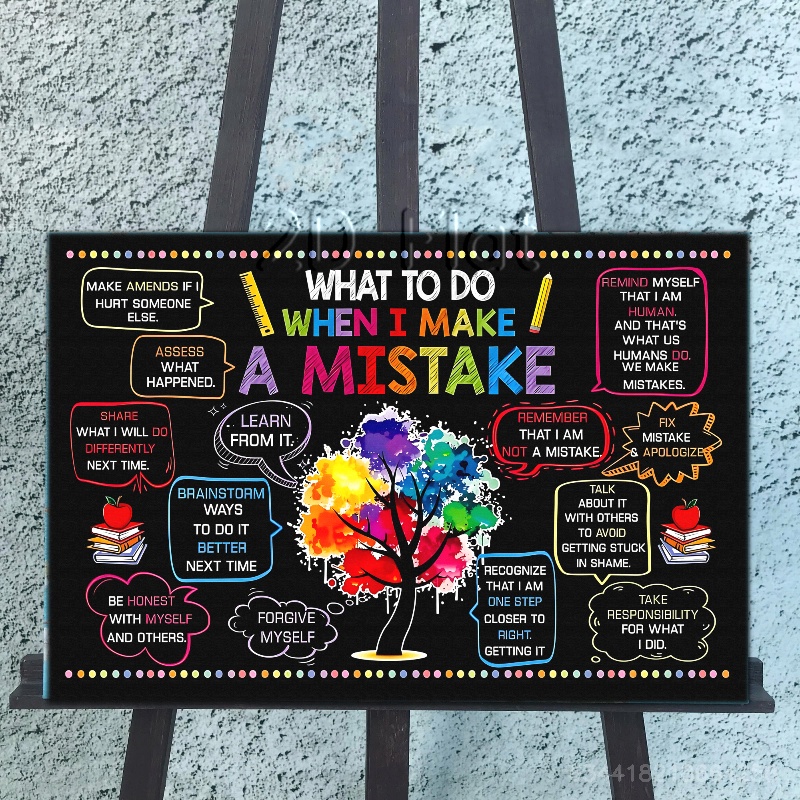 2D Flat
WHAT TO DO
WHEN I MAKE
A MISTAKE
MAKE AMENDS IF I
HURT SOMEONE
ELSE.
ASSESS
WHAT
HAPPENED.
SHARE
WHAT I WILL DO
DIFFERENTLY
NEXT TIME.
LEARN
FROM IT.
BRAINSTORM
WAYS
TO DO IT
BETTER
NEXT TIME
BE HONEST
WITH MYSELF
AND OTHERS.
FORGIVE
MYSELF
REMIND MYSELF
THAT I AM
HUMAN.
AND THAT'S
WHAT US
HUMANS DO.
WE MAKE
MISTAKES.
REMEMBER
THAT I AM
NOT A MISTAKE.
FIX
MISTAKE
& APOLOGIZE
TALK
ABOUT IT
WITH OTHERS
TO AVOID
GETTING STUCK
IN SHAME.
RECOGNIZE
THAT I AM
ONE STEP
CLOSER TO
RIGHT.
GETTING IT
TAKE
RESPONSIBILITY
FOR WHAT
I DID.